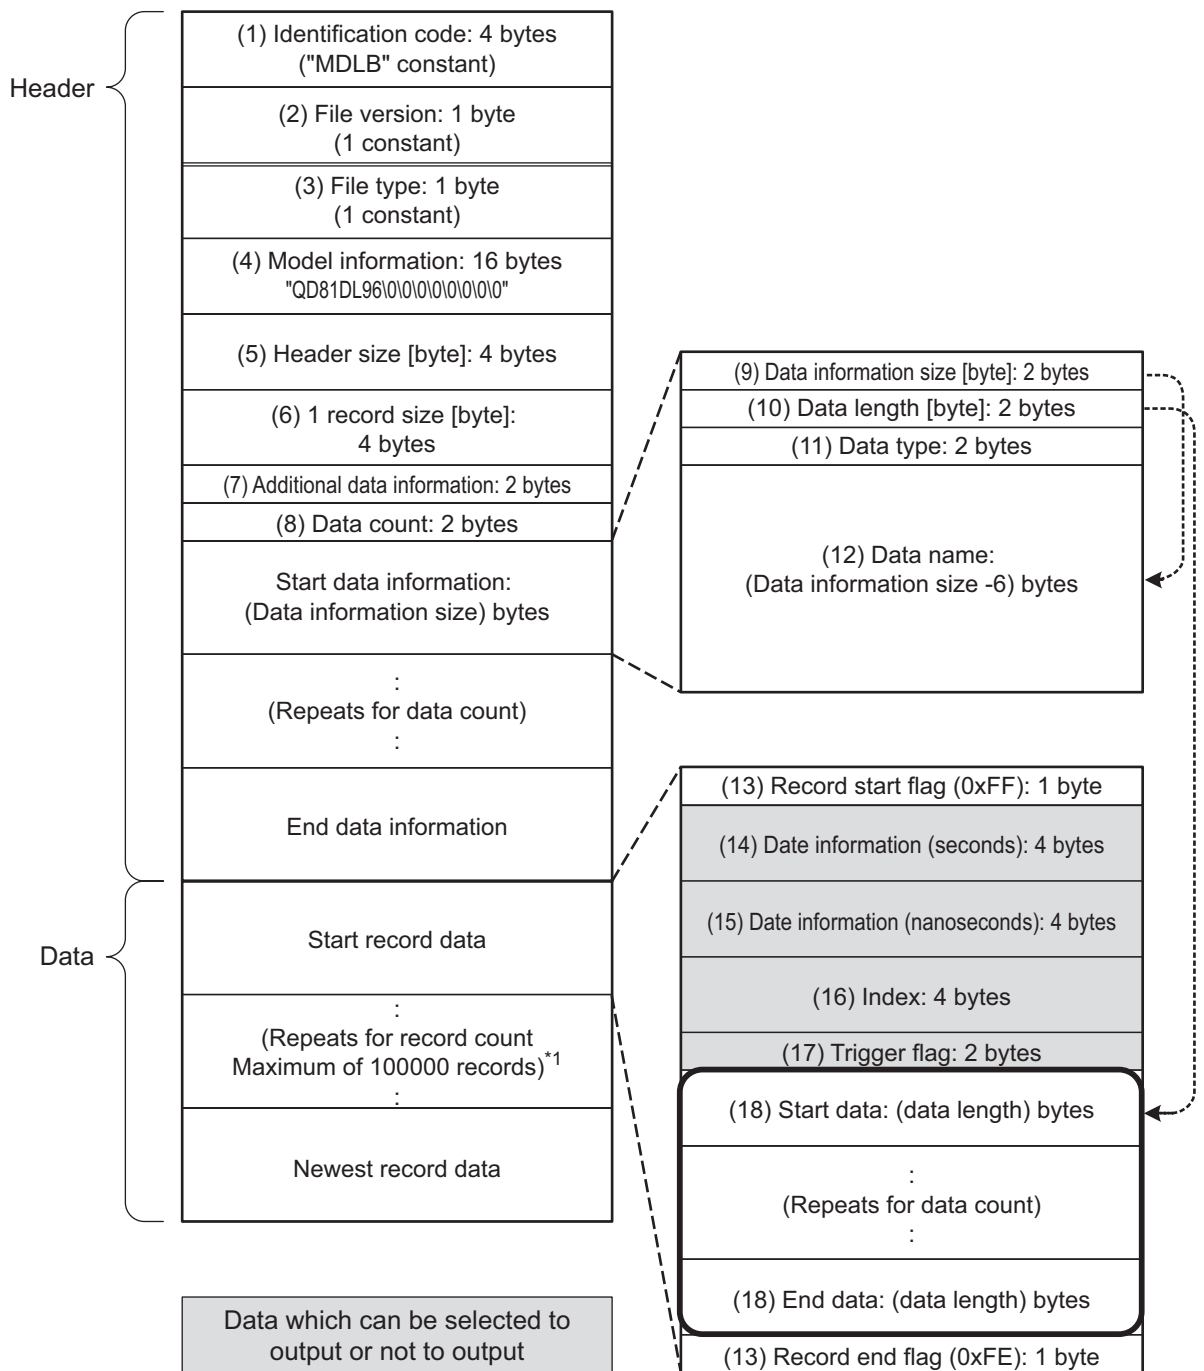 Header
(1) Identification code: 4 bytes
("MDLB" constant)
(2) File version: 1 byte
(1 constant)
(3) File type: 1 byte
(1 constant)
(4) Model information: 16 bytes
"QD81DL96\0\0\0\0\0\0\0\0"
(5) Header size [byte]: 4 bytes
(6) 1 record size [byte]:
4 bytes
(7) Additional data information: 2 bytes
(8) Data count: 2 bytes
Start data information:
(Data information size) bytes
:
(Repeats for data count)
:
End data information
(9) Data information size [byte]: 2 bytes
(10) Data length [byte]: 2 bytes
(11) Data type: 2 bytes
(12) Data name:
(Data information size -6) bytes
Data
Start record data
:
(Repeats for record count
Maximum of 100000 records)*1
:
Newest record data
(13) Record start flag (0xFF): 1 byte
(14) Date information (seconds): 4 bytes
(15) Date information (nanoseconds): 4 bytes
(16) Index: 4 bytes
(17) Trigger flag: 2 bytes
(18) Start data: (data length) bytes
:
(Repeats for data count)
:
(18) End data: (data length) bytes
(13) Record end flag (0xFE): 1 byte
Data which can be selected to
output or not to output